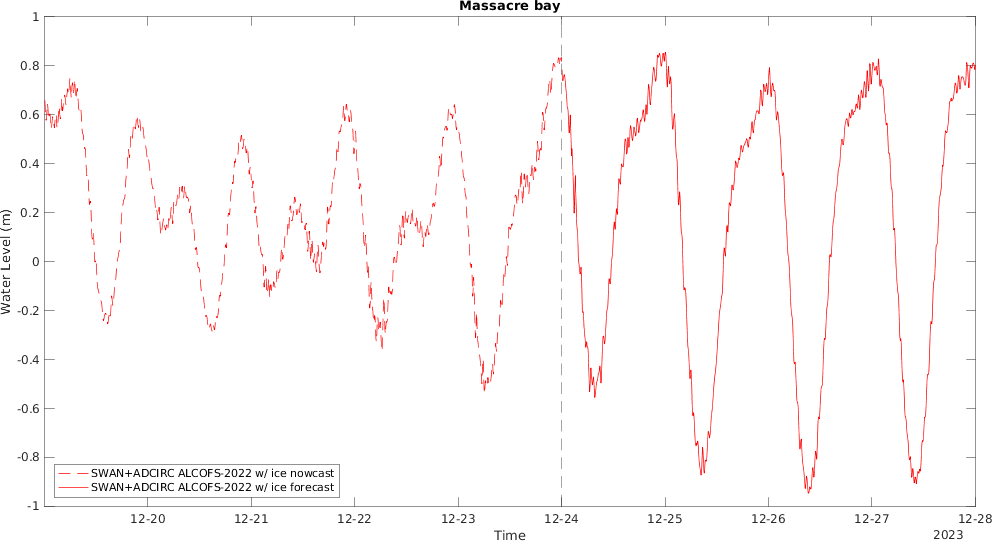 Massacre bay
1
0.8
0.6
0.4
0.2
0
-0.2
-0.4
-0.6
-0.8
-1
Water Level (m)
SWAN+ADCIRC ALCOFS-2022 w/ ice nowcast
SWAN+ADCIRC ALCOFS-2022 w/ ice forecast
12-20 12-21 12-22 12-23 12-24 12-25 12-26 12-27 12-28
Time
2023